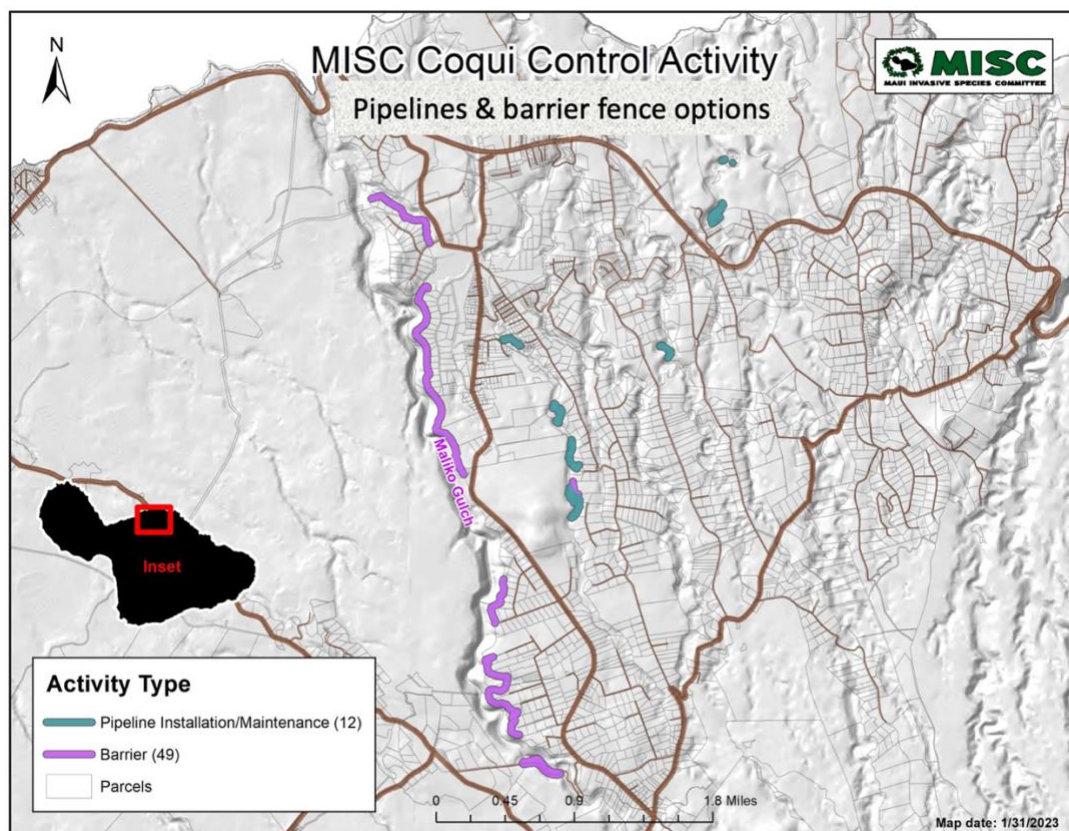 N
MISC Coqui Control Activity
Pipelines & barrier fence options
MISC
MAUI INVASIVE SPECIES COMMITTEE
Maliko Gulch
Inset
Activity Type
Pipeline Installation/Maintenance (12)
Barrier (49)
Parcels
0 0.45 0.9 1.8 Miles
Map date: 1/31/2023